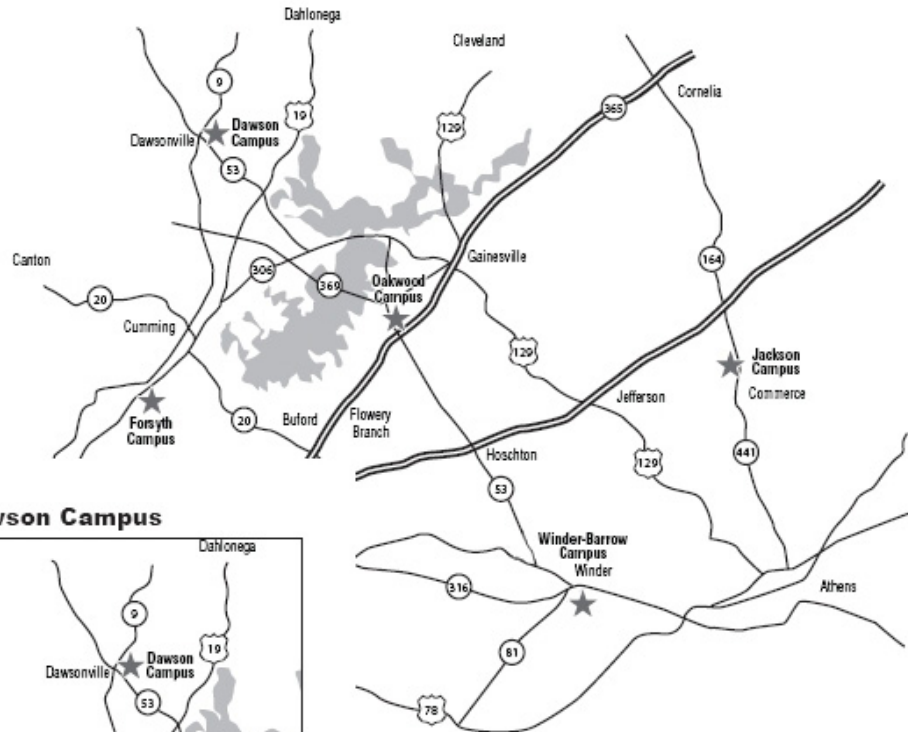 Dahlonega
Cleveland
9
19
129
365
Cornelia
Dawsonville
Dawson
Campus
53
Canton
20
306
369
Oakwood
Campus
Gainesville
164
Cumming
129
Jackson
Campus
Commerce
Forsyth
Campus
20
Buford
Flowery
Branch
Jefferson
Hoschton
129
441
53
wson Campus
Winder-Barrow
Campus
Winder
316
Athens
81
78
Dahlonega
9
19
Dawsonville
Dawson
Campus
53